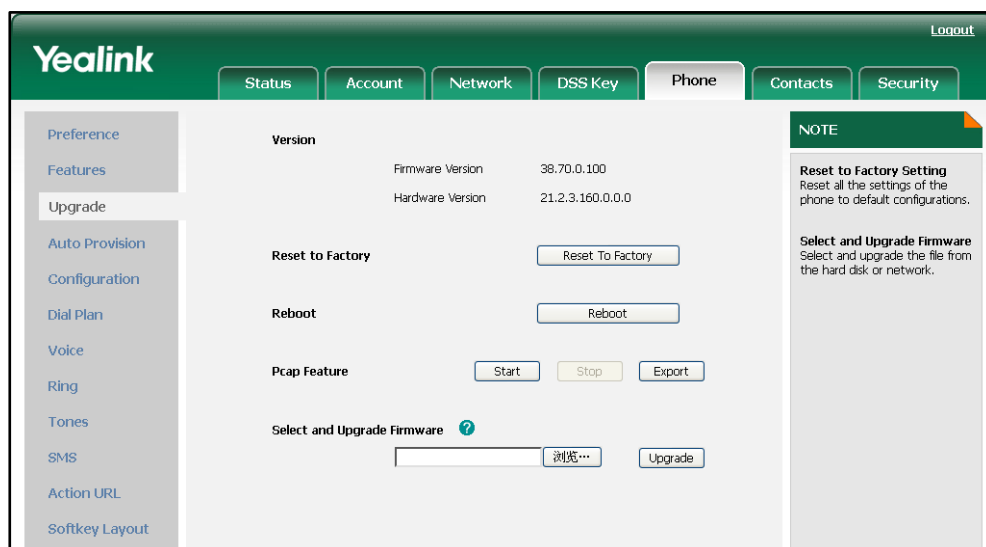 Logout
Yealink
Status Account Network DSS Key Phone Contacts Security
Preference
Features
Upgrade
Auto Provision
Configuration
Dial Plan
Voice
Ring
Tones
SMS
Action URL
Softkey Layout
Version
Firmware Version 38.70.0.100
Hardware Version 21.2.3.160.0.0.0
Reset to Factory Reset To Factory
Reboot Reboot
Pcap Feature Start Stop Export
Select and Upgrade Firmware ?
浏览… Upgrade
NOTE
Reset to Factory Setting
Reset all the settings of the
phone to default configurations.
Select and Upgrade Firmware
Select and upgrade the file from
the hard disk or network.